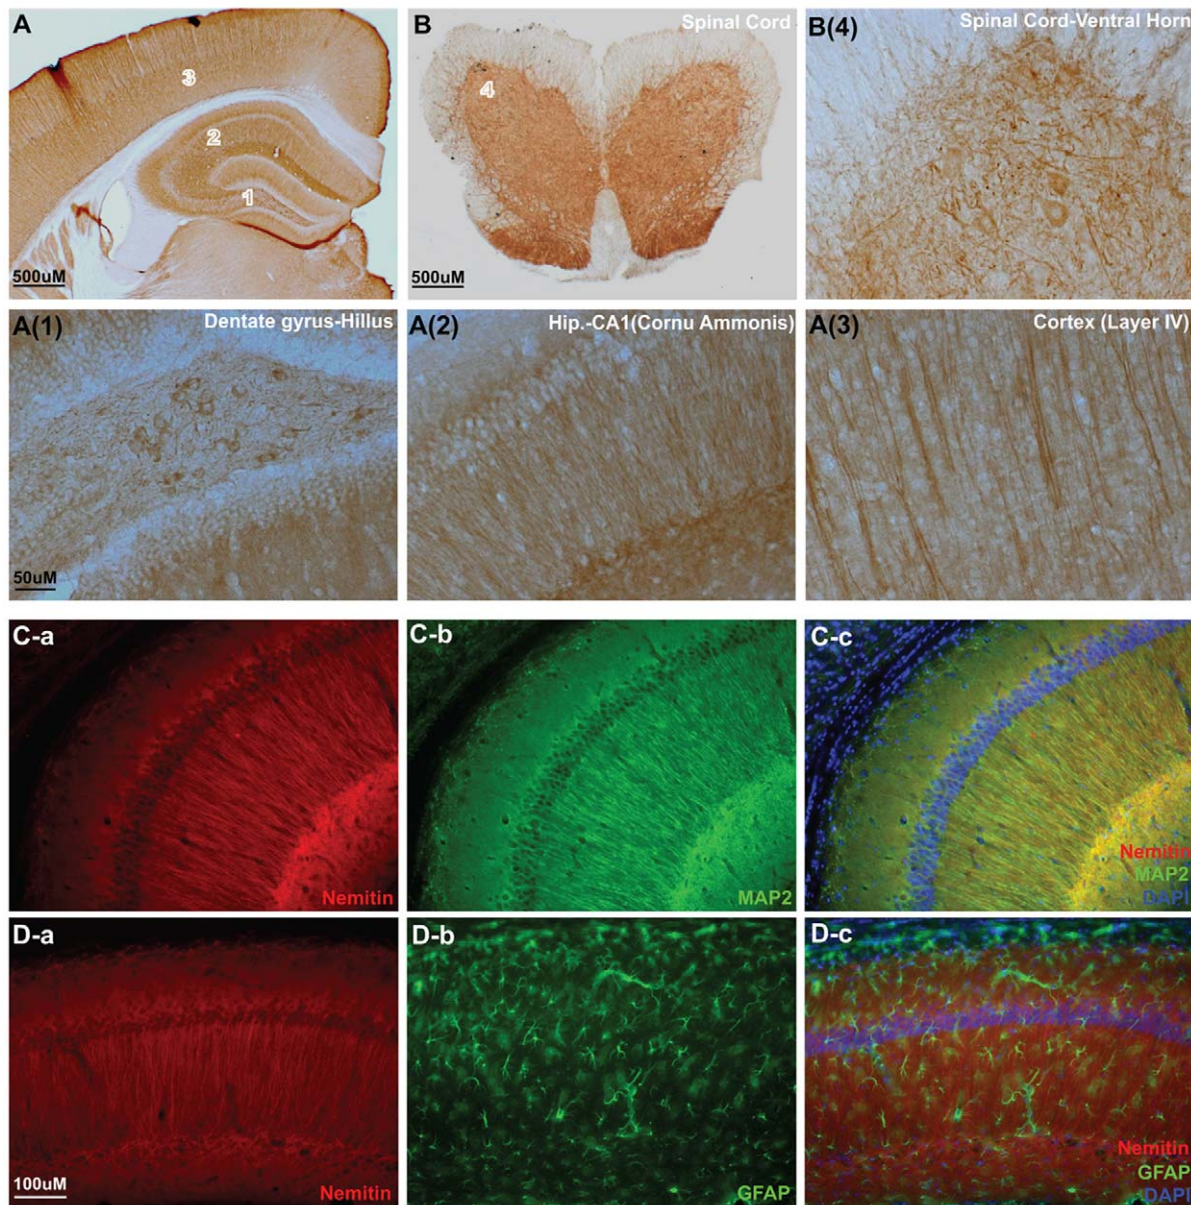 A
3
2
1
500uM
B
Spinal Cord
4
500uM
B(4)
Spinal Cord-Ventral Horn
A(1)
Dentate gyrus-Hillus
50uM
A(2)
Hip.-CA1(Cornu Ammonis)
A(3)
Cortex (Layer IV)
C-a
Nemitin
C-b
MAP2
C-c
Nemitin
MAP2
DAPI
D-a
100uM
Nemitin
D-b
GFAP
D-c
Nemitin
GFAP
DAPI